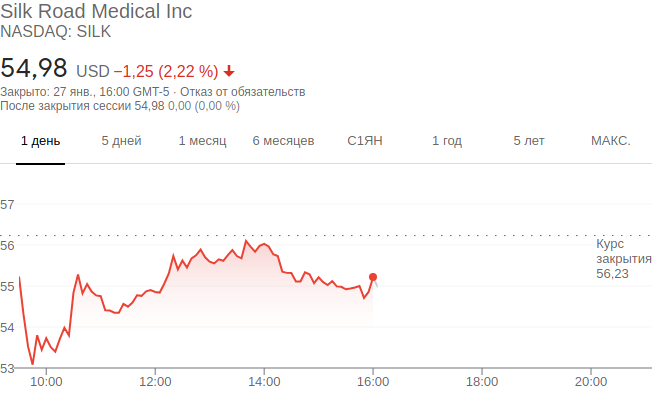 Silk Road Medical Inc
NASDAQ: SILK
54,98 USD −1,25 (2,22 %)
Закрыто: 27 янв., 16:00 GMT-5 · Отказ от обязательств
После закрытия сессии 54,98 0,00 (0,00 %)
1 день 5 дней 1 месяц 6 месяцев С1ЯН 1 год 5 лет МАКС.
57
56
55
54
53
Курс
закрытия
56,23
10:00 12:00 14:00 16:00 18:00 20:00